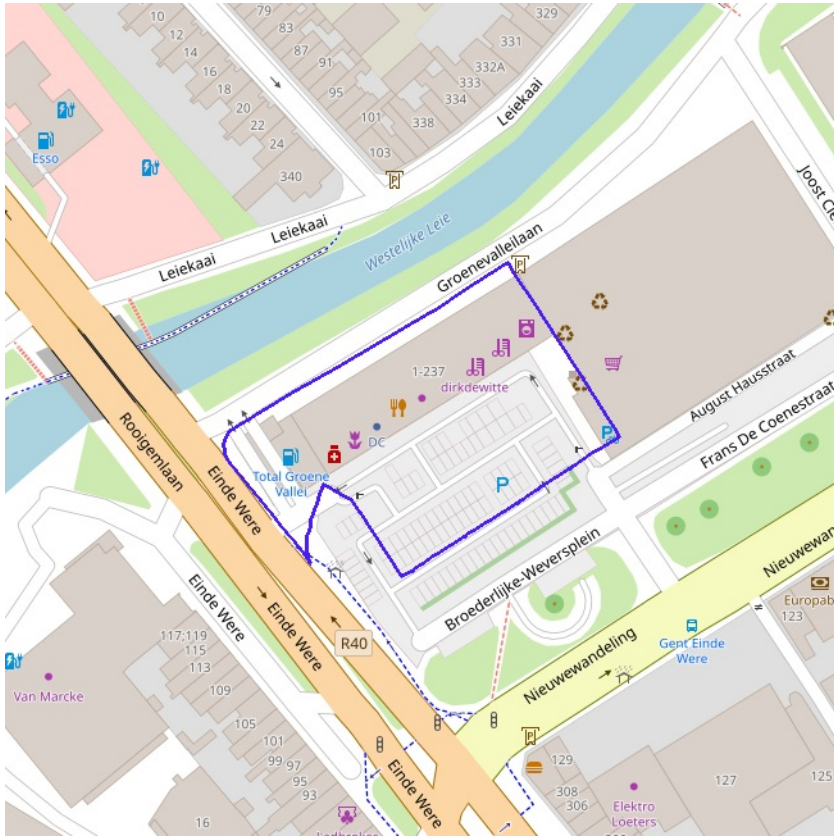 79
83
87
91
95
101
103
10
12
14
16
18
20
22
24
340
329
331
332A
333
334
338
Leiekaai
Esso
Leiekaai
Leiekaai
Westelijke Leie
Groenevalleilaan
P
P
1-237
dirkdewitte
DC
Total Groene
Vallei
P
P
August Hausstraat
Frans De Coenestraat
Rooigemlaan
Einde Were
Einde Were
Einde Were
Einde Were
R40
Broederlijke-Weversplein
Nieuwewandeling
Gent Einde
Were
123
117;119
115
113
109
105
101
99
97
95
93
16
Van Marcke
P
129
308
306
127
125
Elektro
Loeters